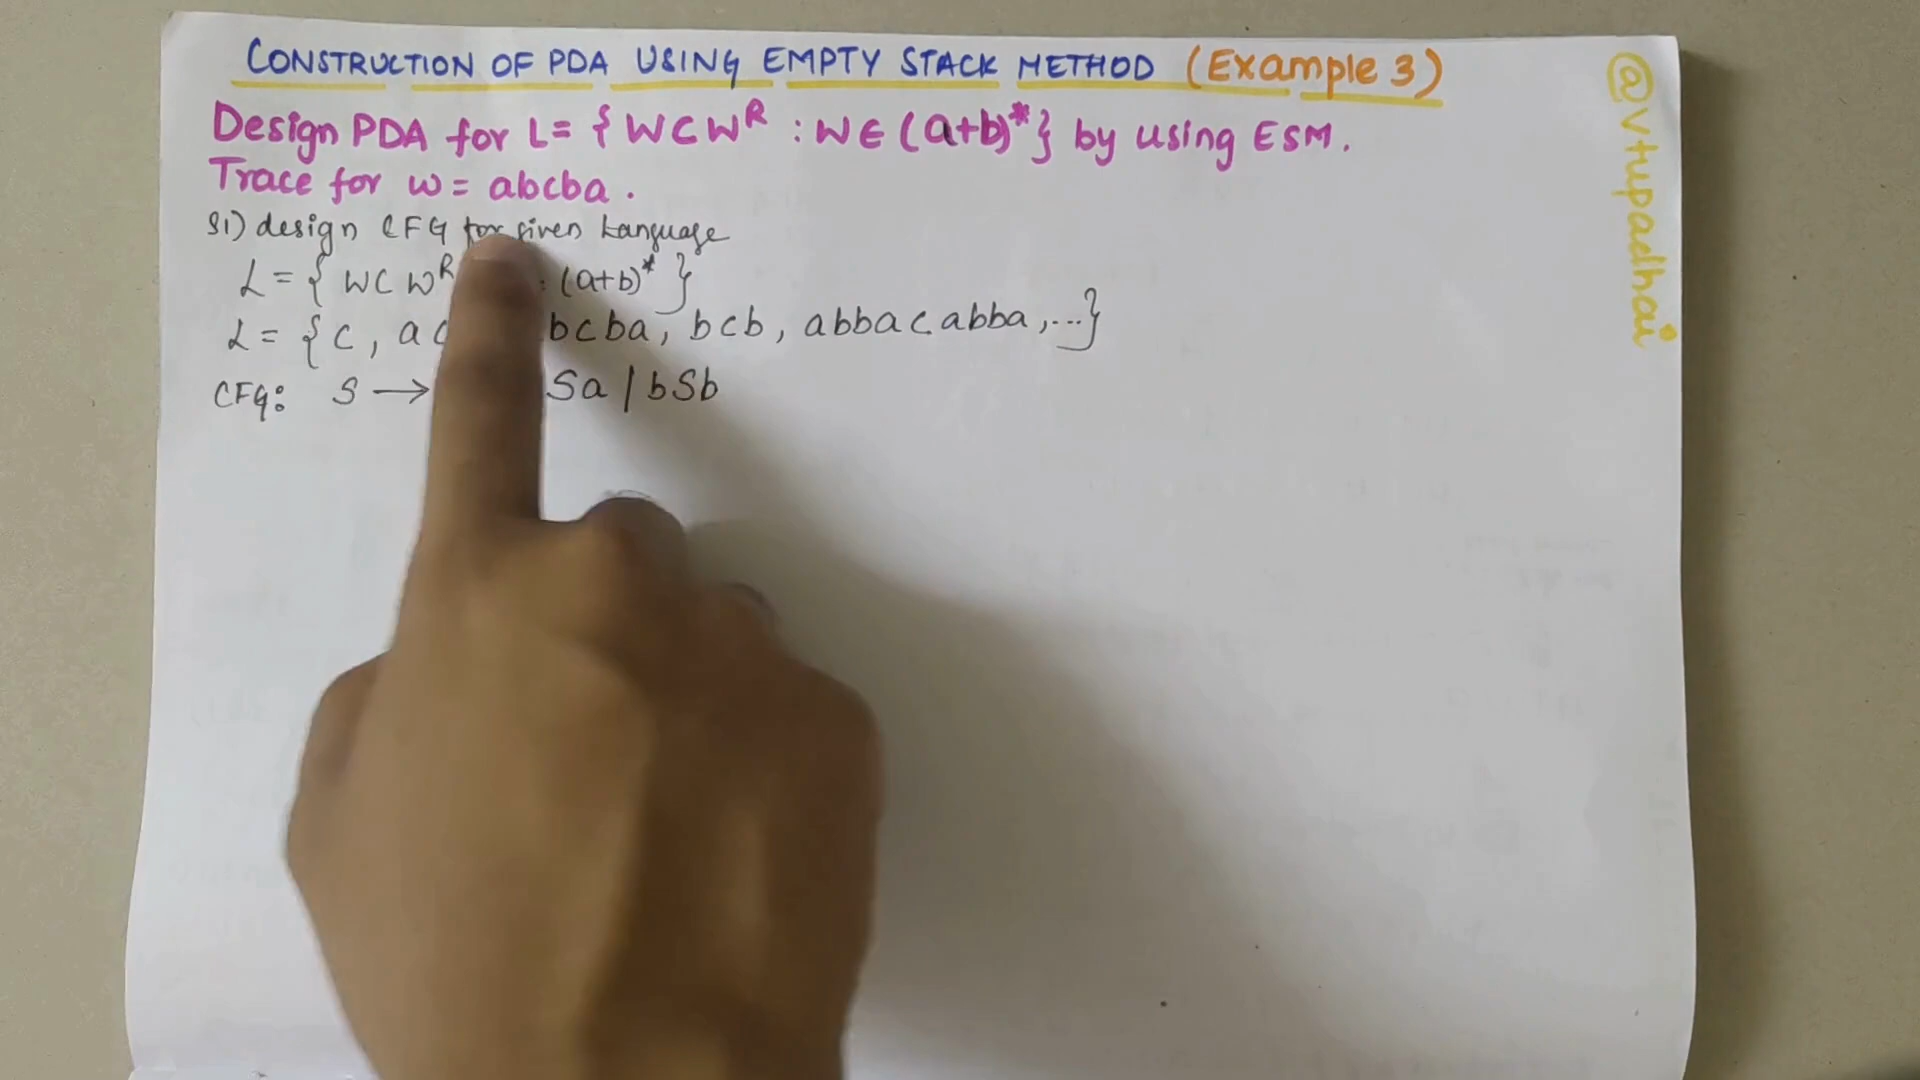 CONSTRUCTION OF PDA USING EMPTY STACK METHOD (Example 3)
Design PDA for L= { WCW^R : W∈ (a+b)* } by using ESM.
Trace for w= abcba .
S1) design CFG for given Language
L = { wcw^R : (a+b)* }
L = { c, ac bcba, bcb, abbacabba,...}
CFG: S → Sa / bSb
@vtupadhai